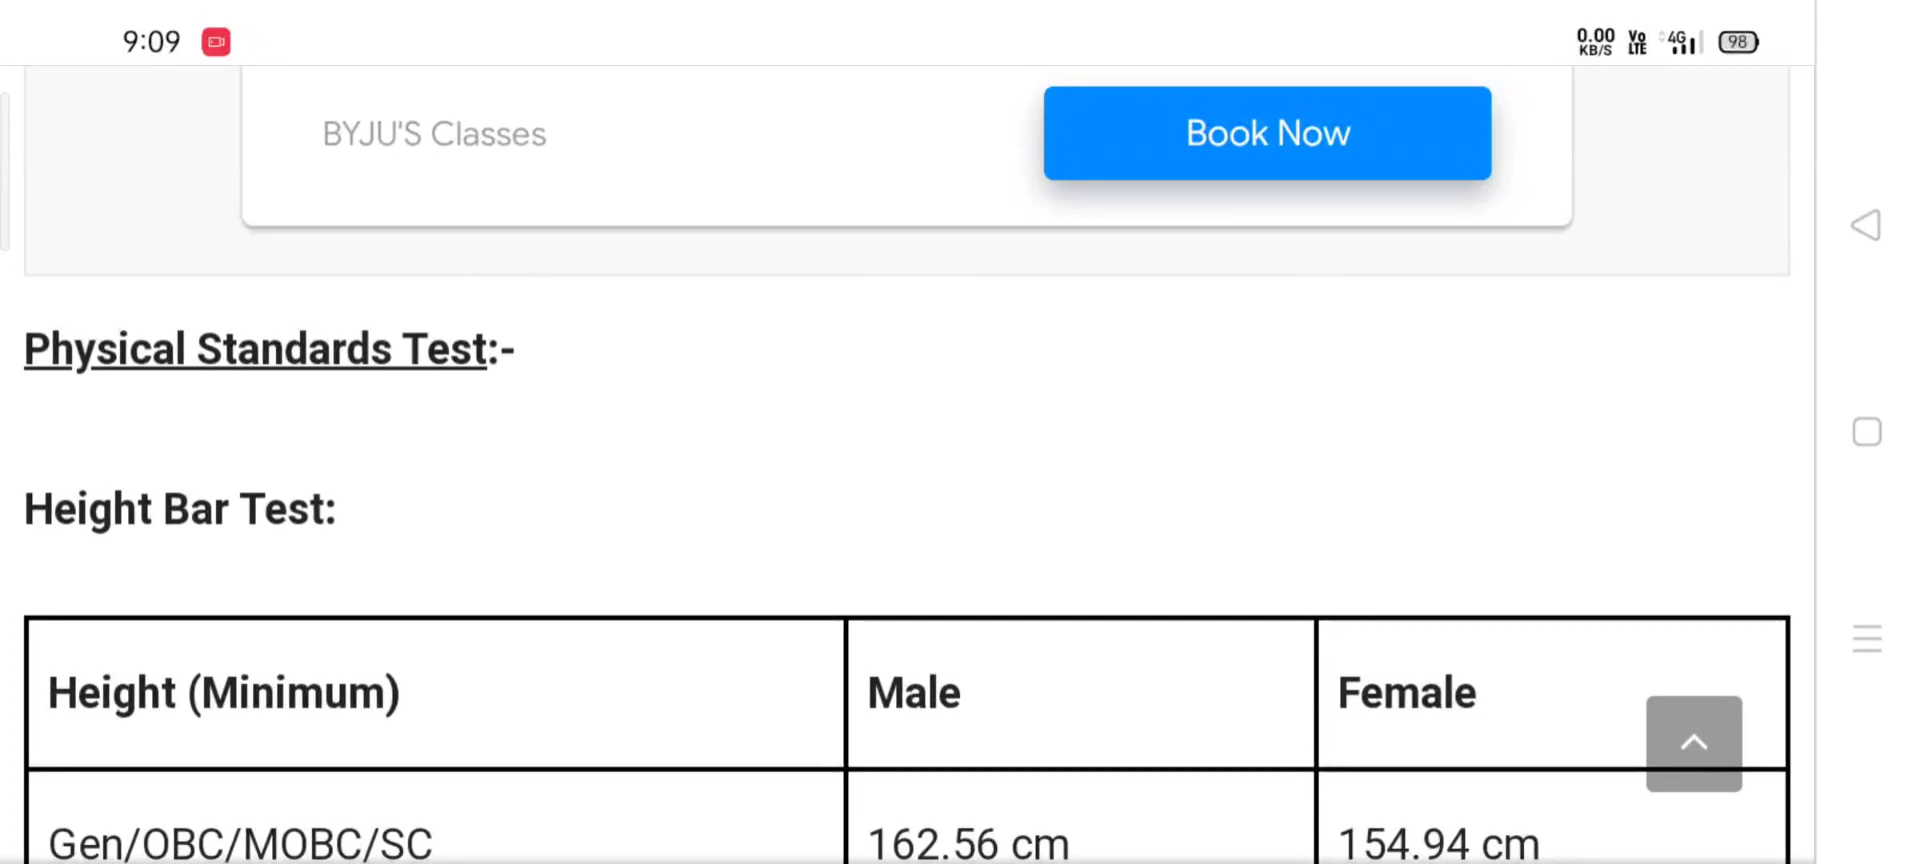 9:09
0.00 KB/S Vo LTE 4G 98
BYJU'S Classes Book Now
Physical Standards Test:-
Height Bar Test:
Height (Minimum) Male Female
Gen/OBC/MOBC/SC 162.56 cm 154.94 cm